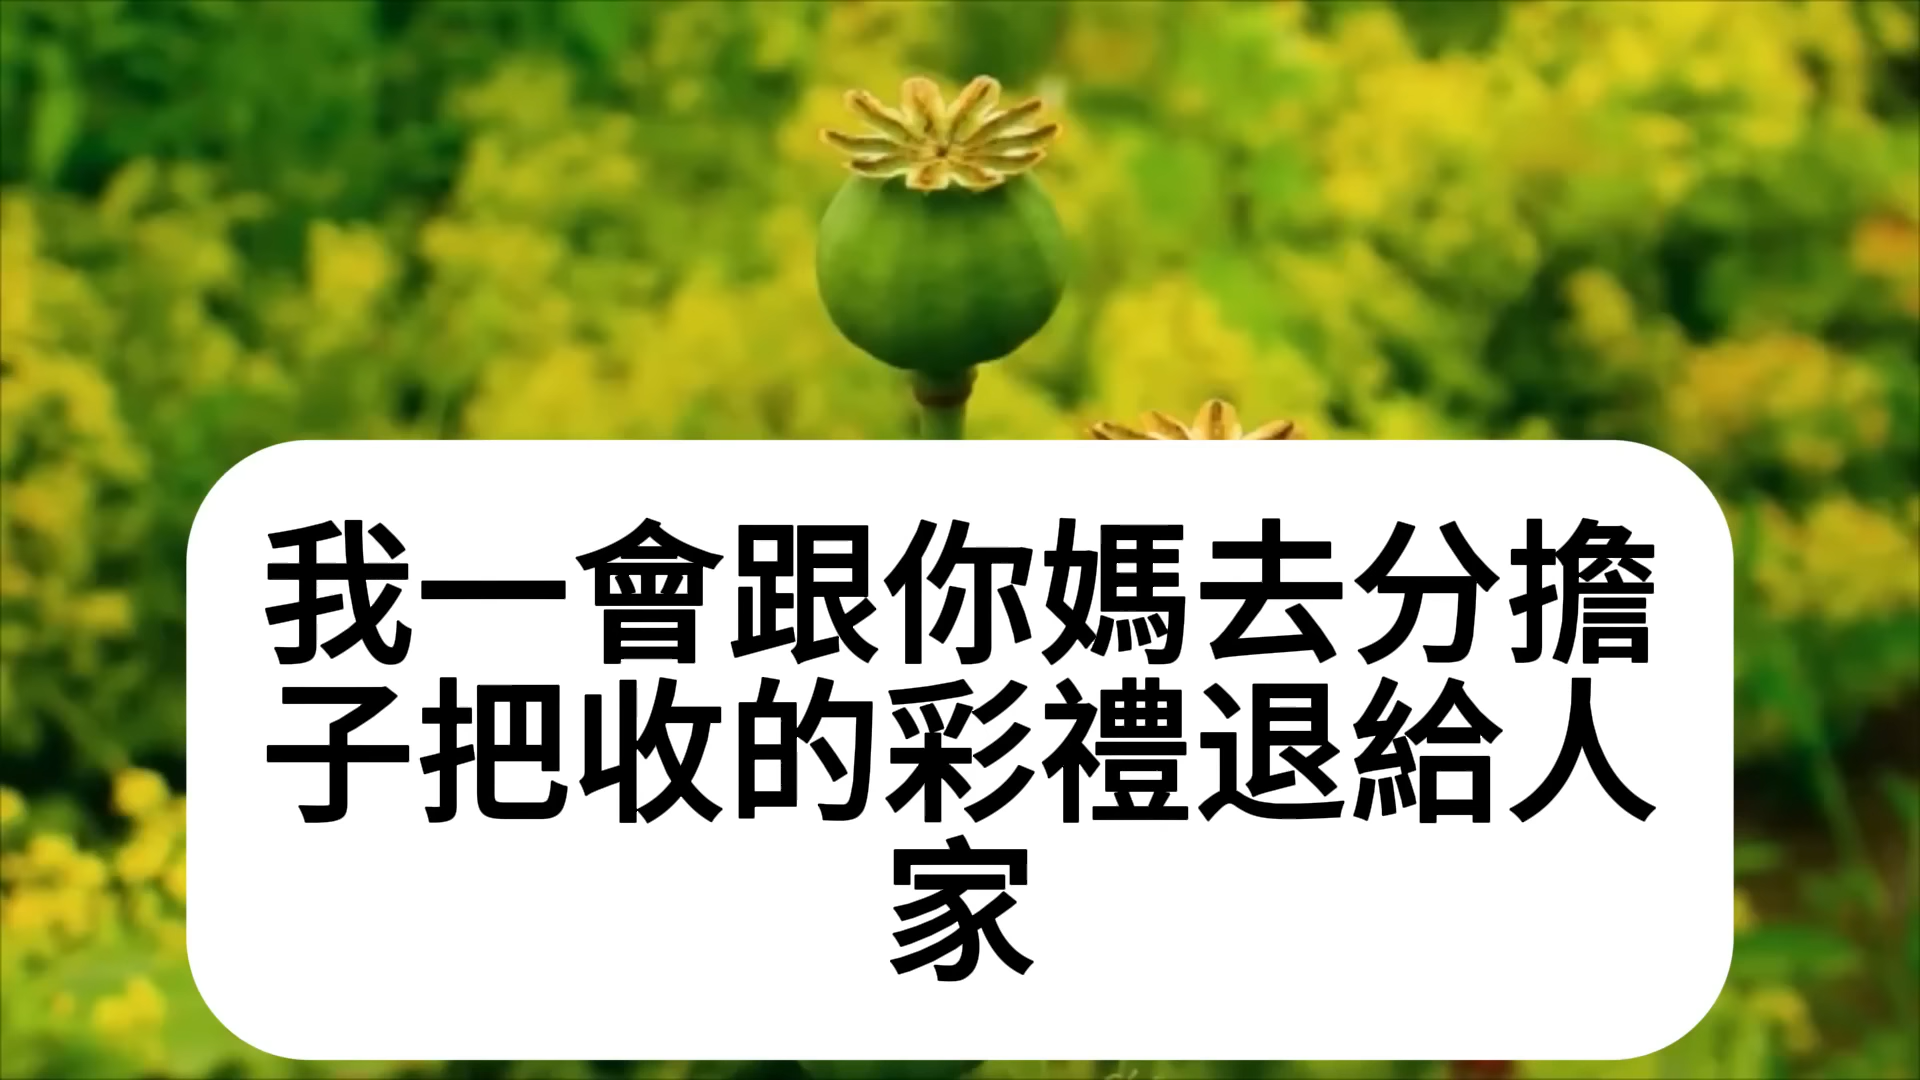 我一會跟你媽去分擔
子把收的彩禮退給人
家